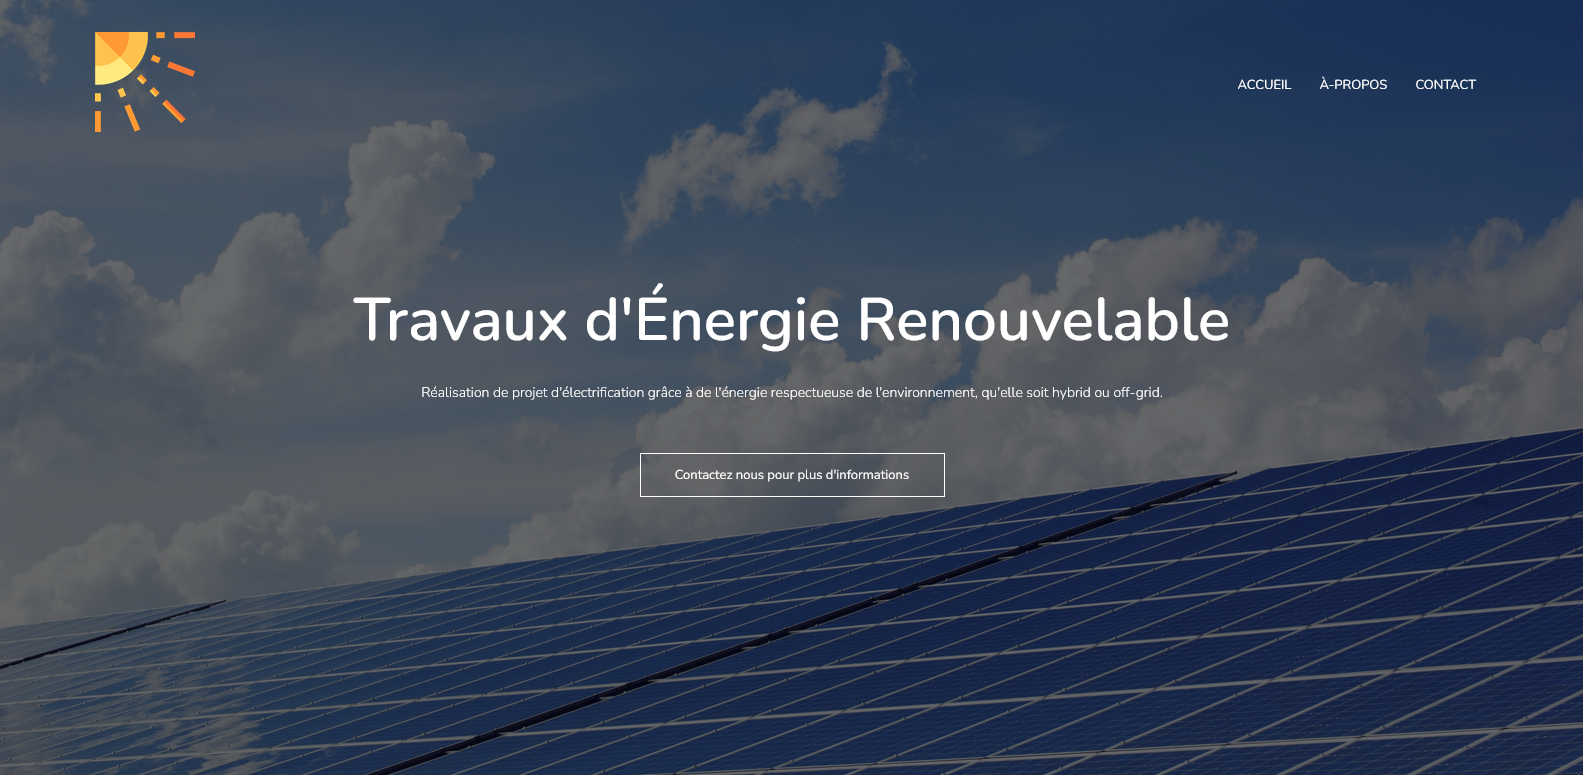 ACCUEIL À-PROPOS CONTACT
Travaux d'Énergie Renouvelable
Réalisation de projet d'électrification grâce à de l'énergie respectueuse de l'environnement, qu'elle soit hybrid ou off-grid.
Contactez nous pour plus d'informations